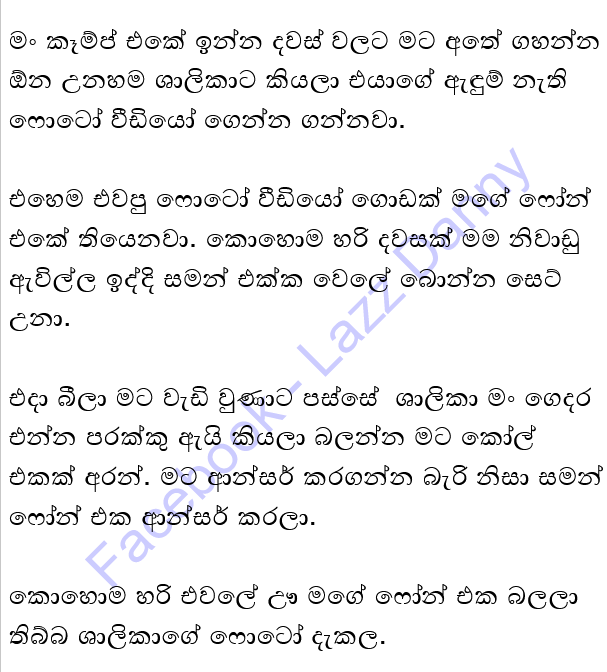 මං කෑම්ප් එකේ ඉන්න දවස් වලට මට අතේ ගහන්න
ඕන උනහම ශාලිකාට කියලා එයාගේ ඇඳුම් නැති
ෆොටෝ වීඩියෝ ගෙන්න ගන්නවා.
එහෙම එවපු ෆොටෝ වීඩියෝ ගොඩක් මගේ ෆෝන්
එකේ තියෙනවා. කොහොම හරි දවසක් මම නිවාඩු
ඇවිල්ල ඉද්දි සමන් එක්ක වෙලේ බොන්න සෙට්
උනා.
එදා බීලා මට වැඩි වුණාට පස්සේ ශාලිකා මං ගෙදර
එන්න පරක්කු ඇයි කියලා බලන්න මට කෝල්
එකක් අරන්. මට ආන්සර් කරගන්න බැරි නිසා සමන්
ෆෝන් එක ආන්සර් කරලා.
කොහොම හරි එවලේ ඌ මගේ ෆෝන් එක බලලා
තිබ්බ ශාලිකාගේ ෆොටෝ දැකල.
Facebook - Lazz Danny